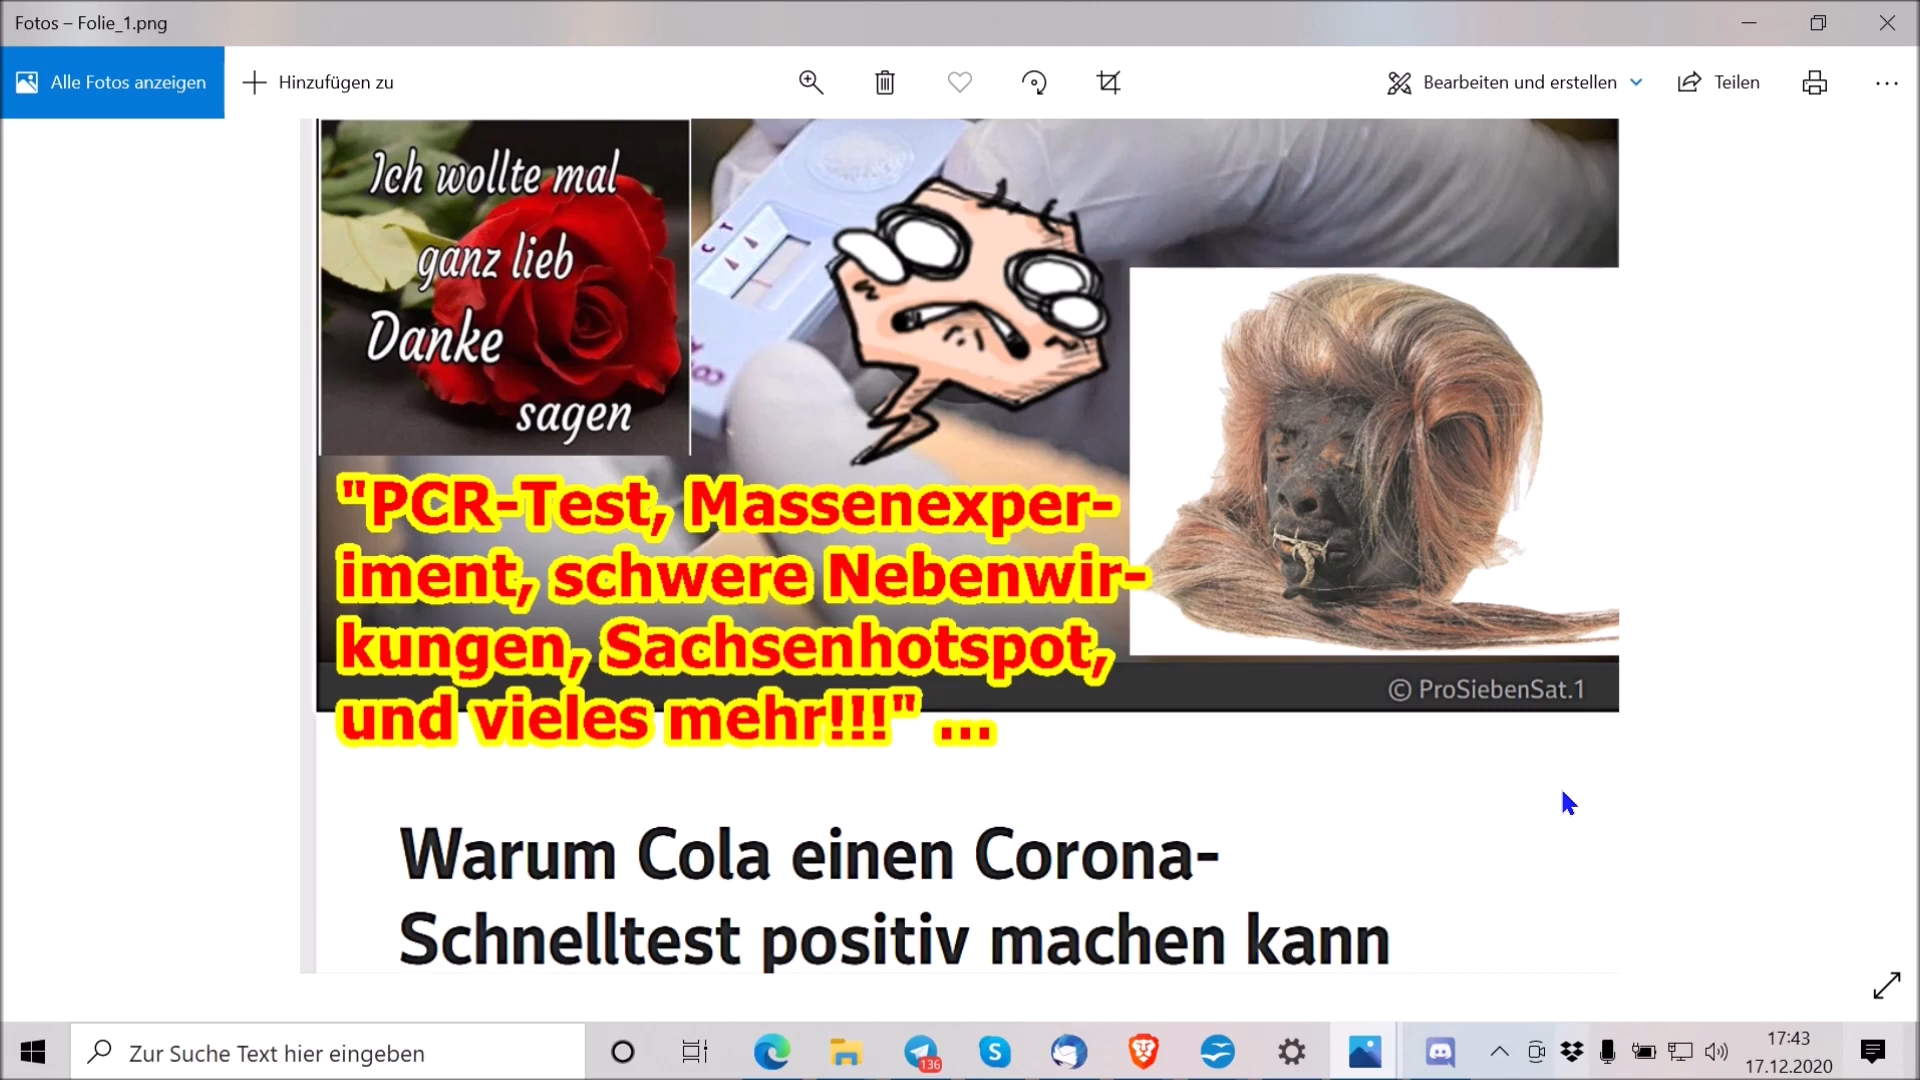 Fotos – Folie_1.png
Alle Fotos anzeigen
Hinzufügen zu
Bearbeiten und erstellen
Teilen
Ich wollte mal
ganz lieb
Danke
sagen
C T
"PCR-Test, Massenexper-
iment, schwere Nebenwir-
kungen, Sachsenhotspot,
und vieles mehr!!!" ...
© ProSiebenSat.1
Warum Cola einen Corona-
Schnelltest positiv machen kann
Zur Suche Text hier eingeben
136
17:43
17.12.2020